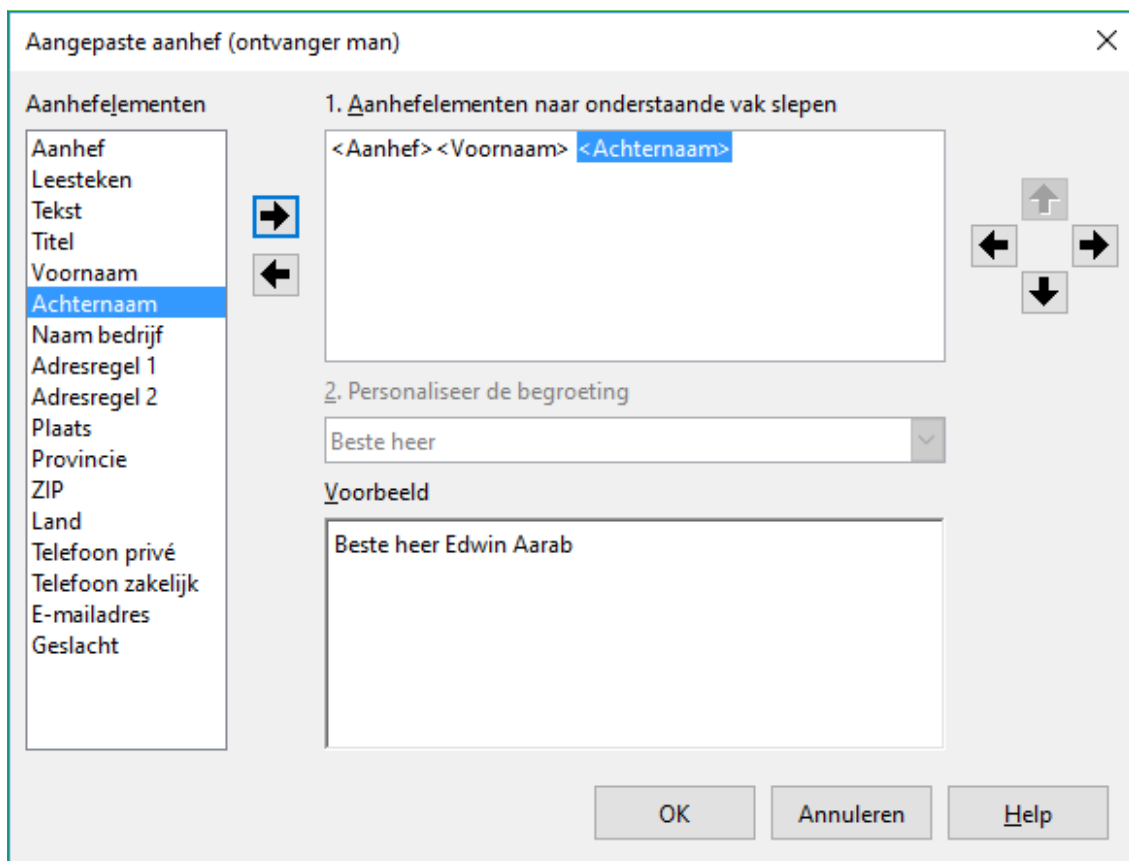 Aangepaste aanhef (ontvanger man)
Aanhefelementen
Aanhef
Leesteken
Tekst
Titel
Voornaam
Achternaam
Naam bedrijf
Adresregel 1
Adresregel 2
Plaats
Provincie
ZIP
Land
Telefoon privé
Telefoon zakelijk
E-mailadres
Geslacht
1. Aanhefelementen naar onderstaande vak slepen
<Aanhef><Voornaam> <Achternaam>
2. Personaliseer de begroeting
Beste heer
Voorbeeld
Beste heer Edwin Aarab
OK
Annuleren
Help